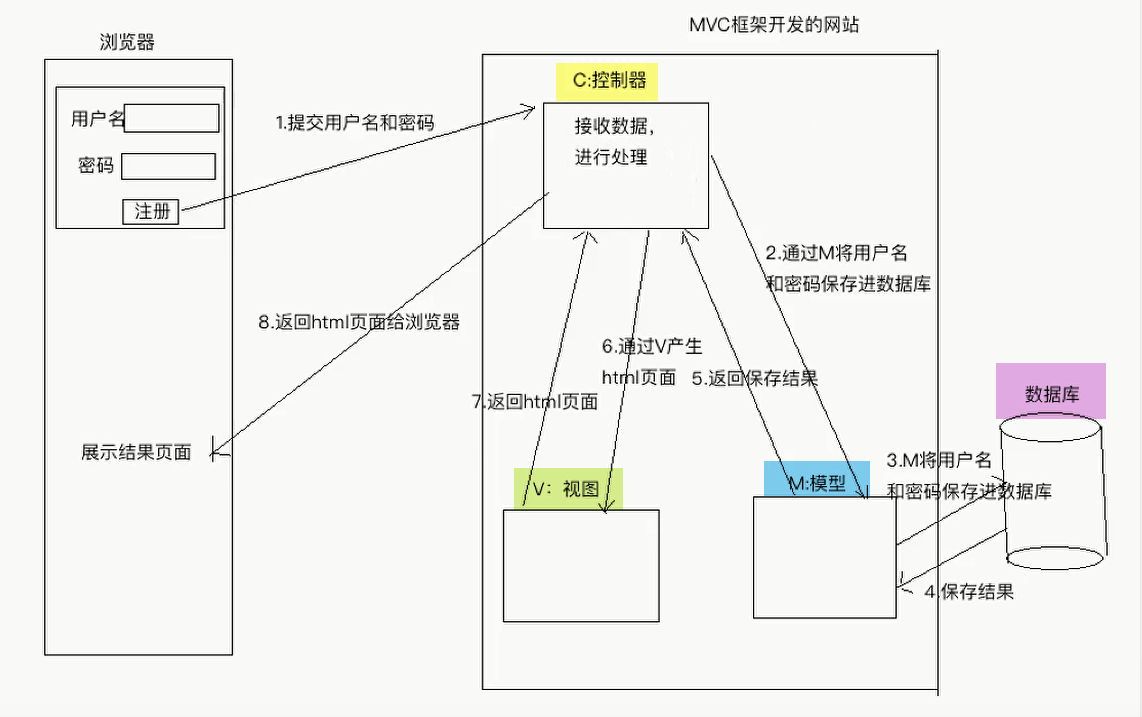 MVC框架开发的网站
浏览器
C:控制器
用户名
密码
注册
1.提交用户名和密码
接收数据，
进行处理
2.通过M将用户名
和密码保存进数据库
8.返回html页面给浏览器
6.通过V产生
html页面
5.返回保存结果
7.返回html页面
数据库
展示结果页面
3.M将用户名
和密码保存进数据库
V：视图
M:模型
4.保存结果